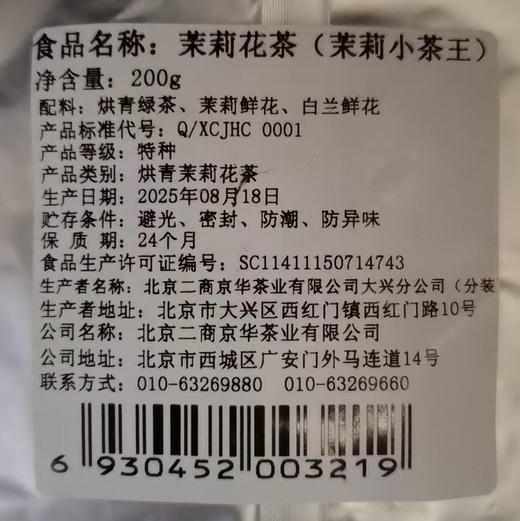 食品名称：茉莉花茶（茉莉小茶王）
净含量：200g
配料：烘青绿茶、茉莉鲜花、白兰鲜花
产品标准代号：Q/XCJHC 0001
产品等级：特种
产品类别：烘青茉莉花茶
生产日期：2025年08月18日
贮存条件：避光、密封、防潮、防异味
保 质 期：24个月
食品生产许可证编号：SC11411150714743
生产者名称：北京二商京华茶业有限公司大兴分公司（分装
生产者地址：北京市大兴区西红门镇西红门路10号
公司名称：北京二商京华茶业有限公司
公司地址：北京市西城区广安门外马连道14号
联系方式：010-63269880 010-63269660
6 930452 003219